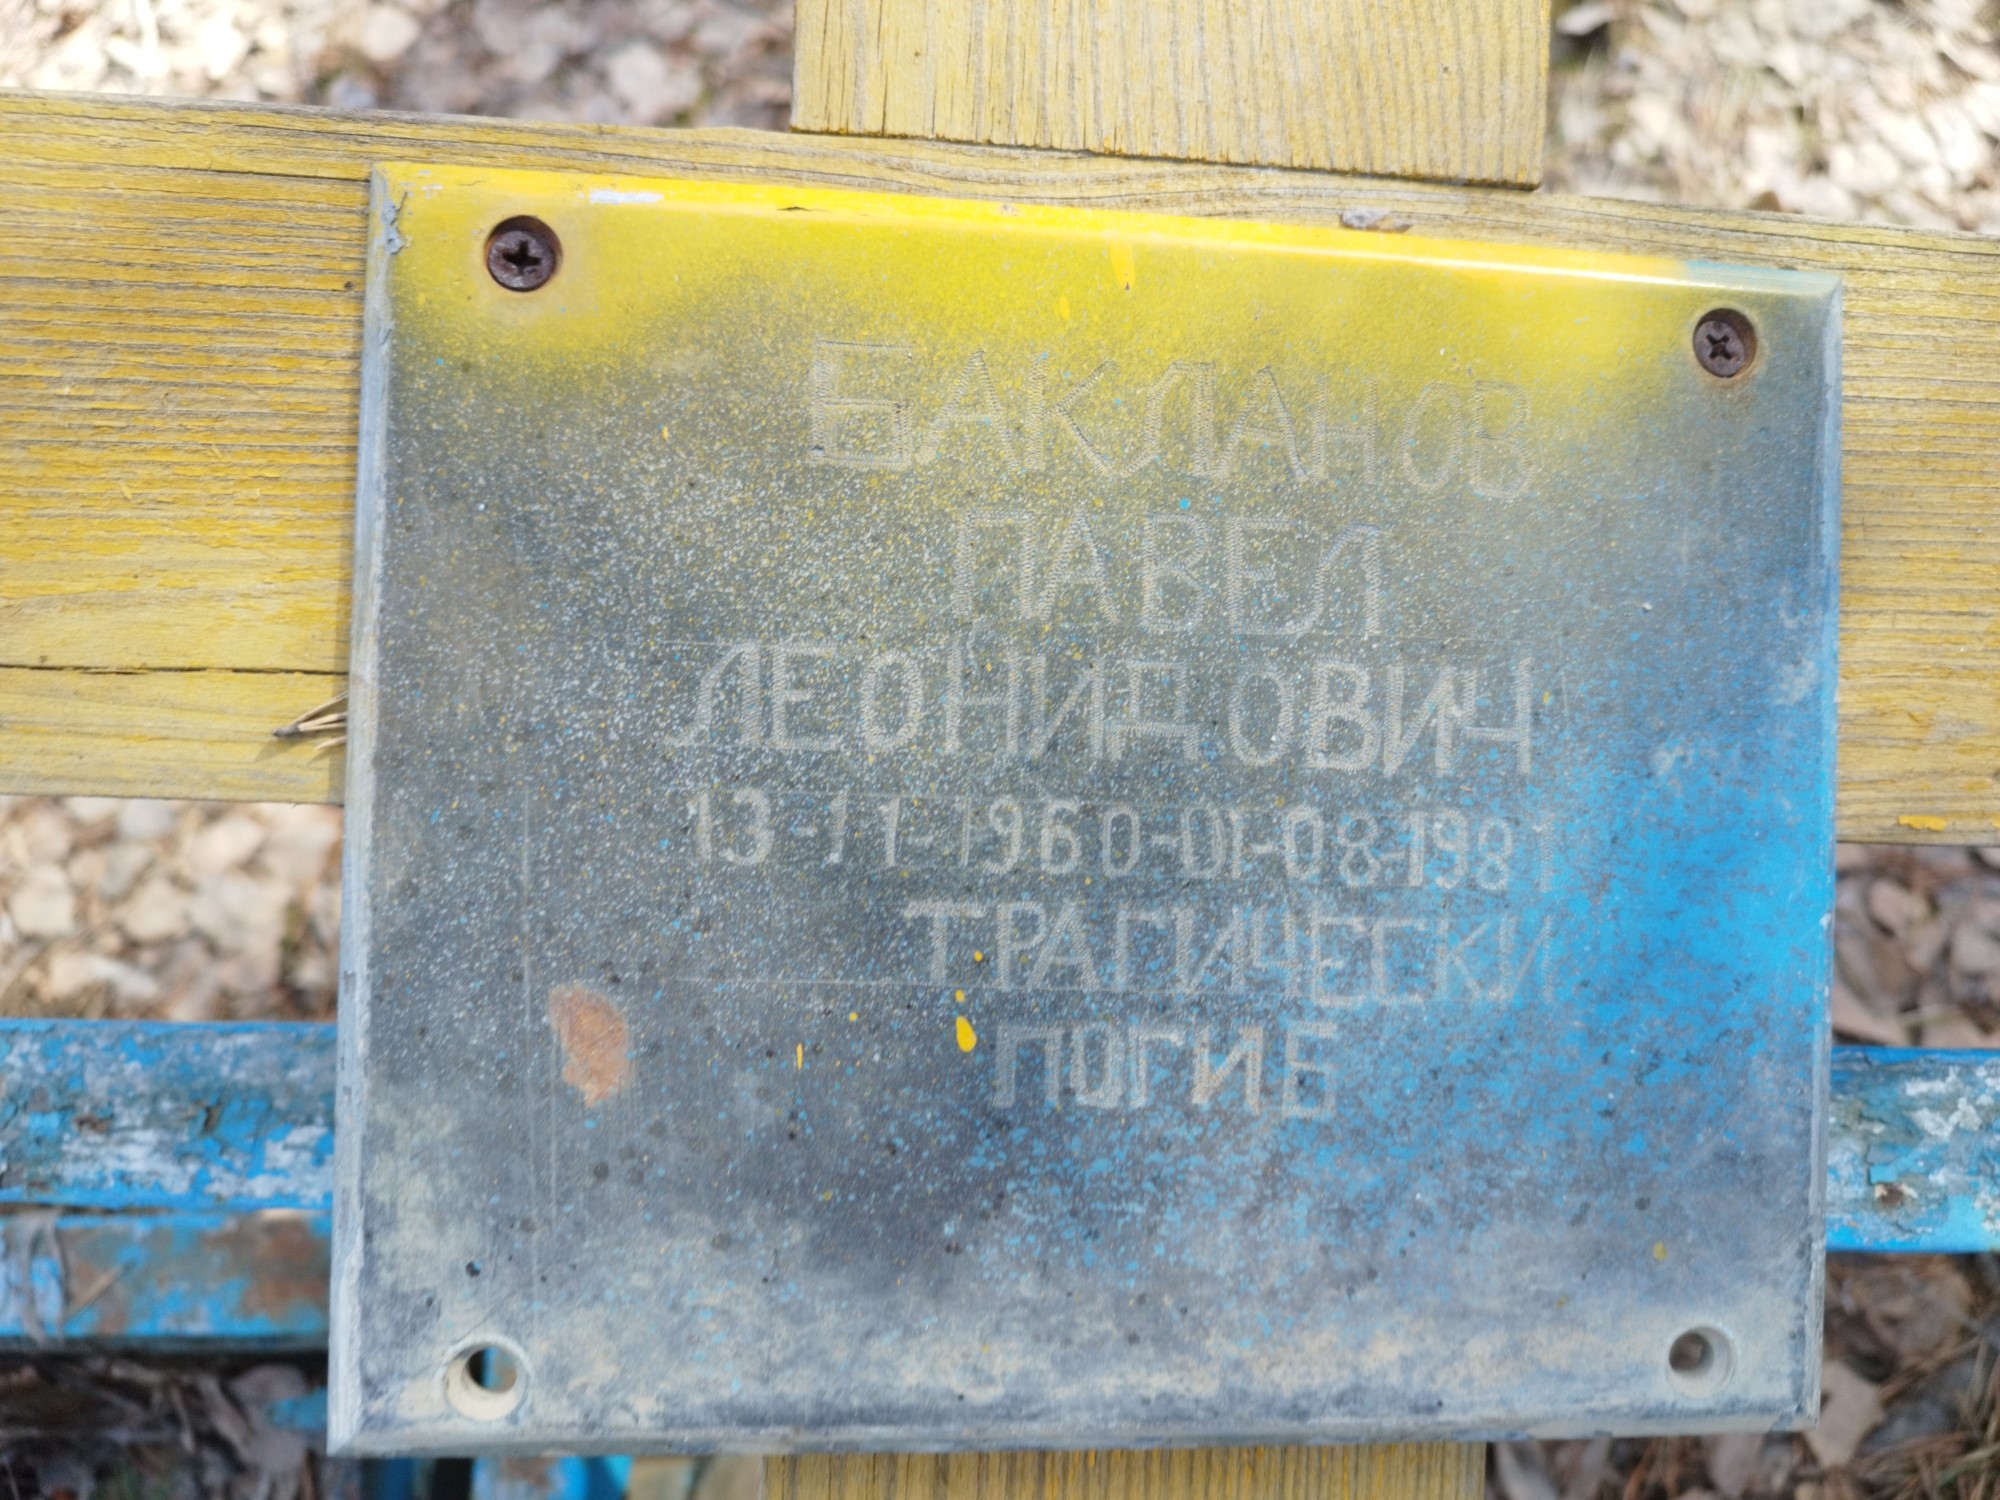 БАКЛАНОВ
ПАВЕЛ
ЛЕОНИДОВИЧ
13-11-1960-01-08-1981
ТРАГИЧЕСКИ
ПОГИБ